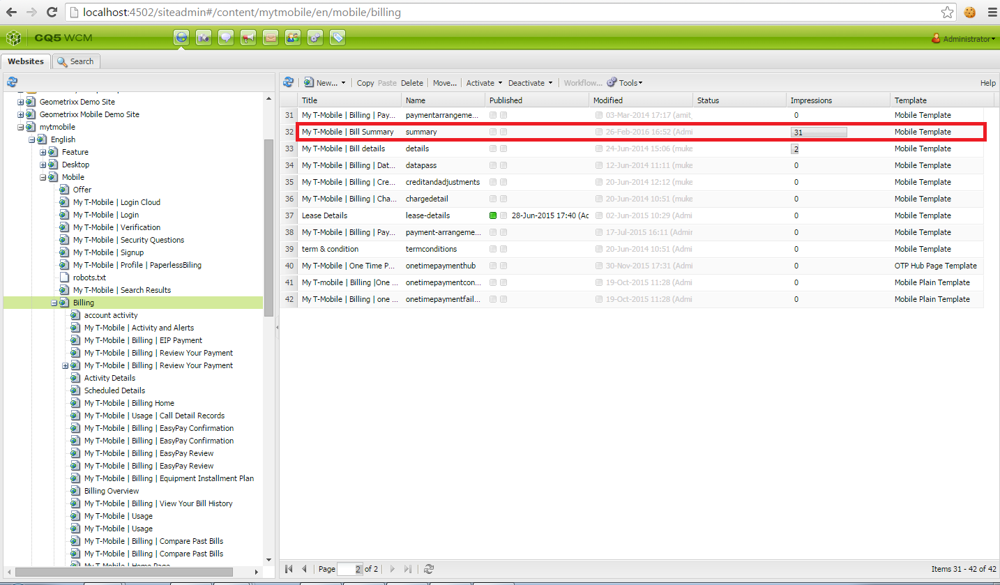 localhost:4502/siteadmin#/content/mytmobile/en/mobile/billing
CQ5 WCM
Administrator
Websites
Search
Geometrixx Demo Site
Geometrixx Mobile Demo Site
mytmobile
English
Feature
Desktop
Mobile
Offer
My T-Mobile | Login Cloud
My T-Mobile | Login
My T-Mobile | Verification
My T-Mobile | Security Questions
My T-Mobile | Signup
My T-Mobile | Profile | PaperlessBiling
robots.txt
My T-Mobile | Search Results
Billing
account activity
My T-Mobile | Activity and Alerts
My T-Mobile | Billing | EIP Payment
My T-Mobile | Billing | Review Your Payment
My T-Mobile | Billing | Review Your Payment
Activity Details
Scheduled Details
My T-Mobile | Billing Home
My T-Mobile | Usage | Call Detail Records
My T-Mobile | Billing | EasyPay Confirmation
My T-Mobile | Billing | EasyPay Confirmation
My T-Mobile | Billing | EasyPay Review
My T-Mobile | Billing | EasyPay Review
My T-Mobile | Billing | Equipment Installment Plan
Billing Overview
My T-Mobile | Billing | View Your Bill History
My T-Mobile | Usage
My T-Mobile | Usage
My T-Mobile | Billing | Compare Past Bills
My T-Mobile | Billing | Compare Past Bills
My T-Mobile | Home Page
New... Copy Paste Delete Move... Activate Deactivate Workflow... Tools Help
Title Name Published Modified Status Impressions Template
31 My T-Mobile | Billing | Pay... paymentarrangeme... 03-Mar-2014 17:17 (amit_ 0 Mobile Template
32 My T-Mobile | Bill Summary summary 26-Feb-2016 16:52 (Admi 31 Mobile Template
33 My T-Mobile | Bill details details 24-Jun-2014 15:06 (muke 2 Mobile Template
34 My T-Mobile | Billing | Dat... datapass 12-Jun-2014 11:11 (muke 0 Mobile Template
35 My T-Mobile | Billing | Cre... creditandadjustments 20-Jun-2014 12:12 (muke 0 Mobile Template
36 My T-Mobile | Billing | Cha... chargedetail 20-Jun-2014 10:51 (muke 0 Mobile Template
37 Lease Details lease-details 28-Jun-2015 17:40 (Ac 02-Jun-2015 10:29 (Admi 0 Mobile Template
38 My T-Mobile | Billing | Pay... payment-arrangeme... 17-Jul-2015 16:11 (Admir 0 Mobile Template
39 term & condition termconditions 20-Jun-2014 10:51 (Admi 0 Mobile Template
40 My T-Mobile | One Time P... onetimepaymenthub 30-Nov-2015 17:31 (Admi 0 OTP Hub Page Template
41 My T-mobile | Billing |One ... onetimepaymentcon... 19-Oct-2015 11:28 (Admi 0 Mobile Plain Template
42 My T-Mobile | Billing | one ... onetimepaymentfail... 19-Oct-2015 11:28 (Admi 0 Mobile Plain Template
Page 2 of 2
Items 31 - 42 of 42